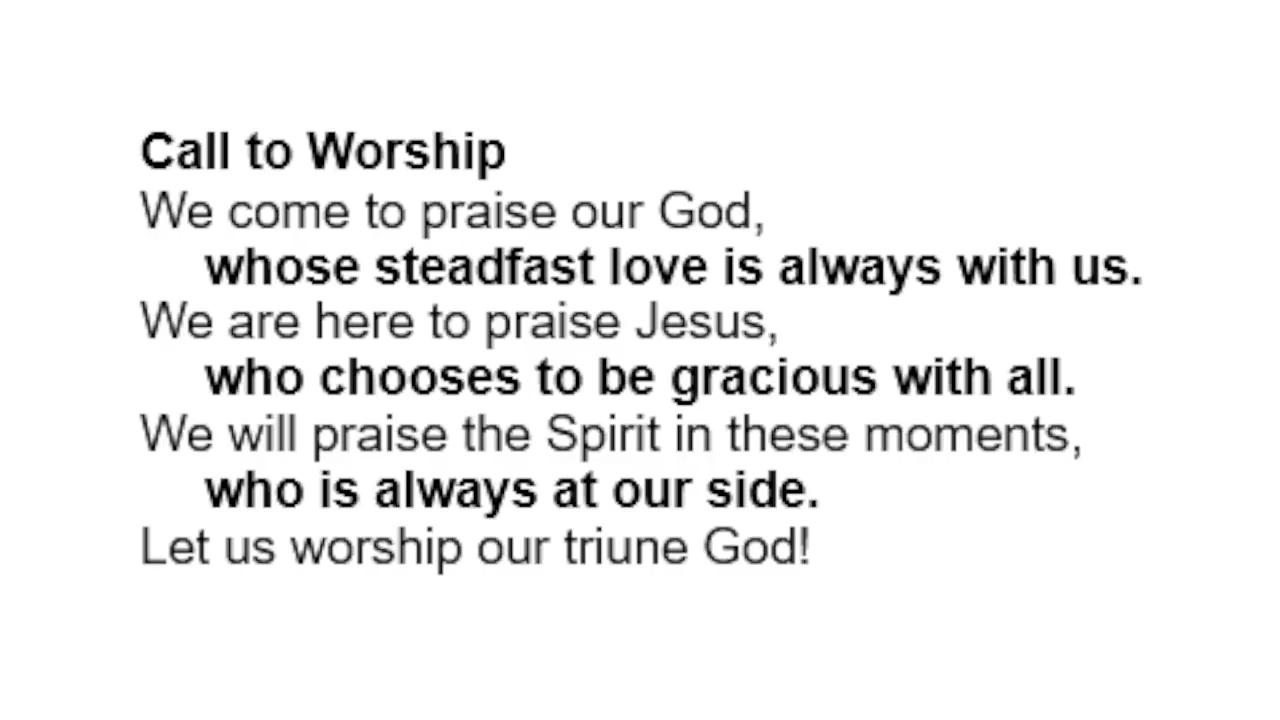 Call to Worship
We come to praise our God,
whose steadfast love is always with us.
We are here to praise Jesus,
who chooses to be gracious with all.
We will praise the Spirit in these moments,
who is always at our side.
Let us worship our triune God!